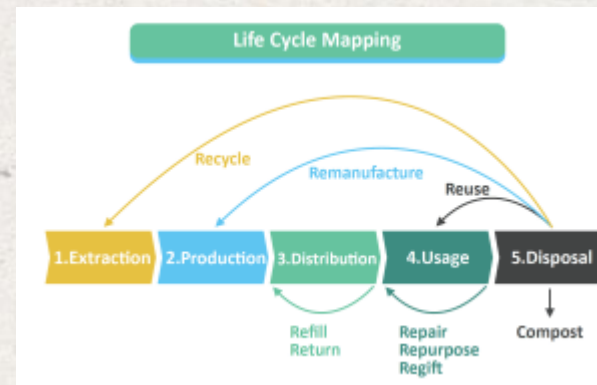 Life Cycle Mapping
Recycle
Remanufacture
Reuse
1.Extraction
2.Production
3.Distribution
4.Usage
5.Disposal
Refill
Return
Repair
Repurpose
Regift
Compost